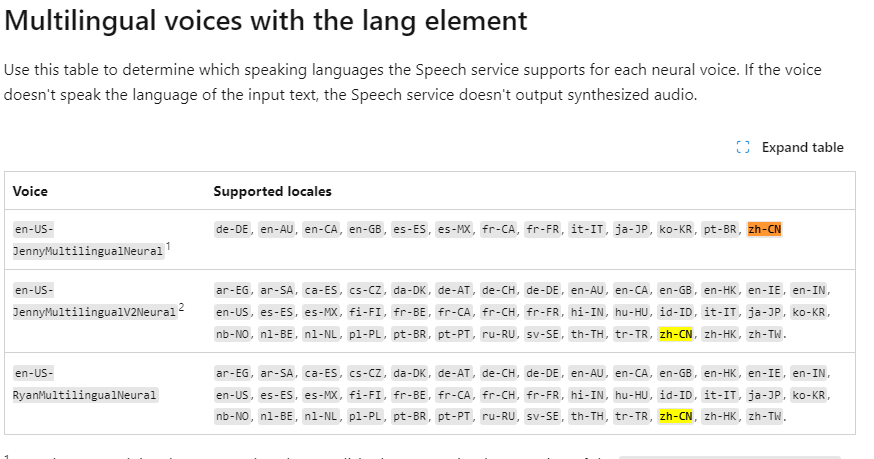 Multilingual voices with the lang element
Use this table to determine which speaking languages the Speech service supports for each neural voice. If the voice
doesn't speak the language of the input text, the Speech service doesn't output synthesized audio.
Expand table
Voice Supported locales
en-US-
JennyMultilingualNeural1
de-DE, en-AU, en-CA, en-GB, es-ES, es-MX, fr-CA, fr-FR, it-IT, ja-JP, ko-KR, pt-BR, zh-CN
en-US-
JennyMultilingualV2Neural2
ar-EG, ar-SA, ca-ES, cs-CZ, da-DK, de-AT, de-CH, de-DE, en-AU, en-CA, en-GB, en-HK, en-IE, en-IN,
en-US, es-ES, es-MX, fi-FI, fr-BE, fr-CA, fr-CH, fr-FR, hi-IN, hu-HU, id-ID, it-IT, ja-JP, ko-KR,
nb-NO, nl-BE, nl-NL, pl-PL, pt-BR, pt-PT, ru-RU, sv-SE, th-TH, tr-TR, zh-CN, zh-HK, zh-TW.
en-US-
RyanMultilingualNeural
ar-EG, ar-SA, ca-ES, cs-CZ, da-DK, de-AT, de-CH, de-DE, en-AU, en-CA, en-GB, en-HK, en-IE, en-IN,
en-US, es-ES, es-MX, fi-FI, fr-BE, fr-CA, fr-CH, fr-FR, hi-IN, hu-HU, id-ID, it-IT, ja-JP, ko-KR,
nb-NO, nl-BE, nl-NL, pl-PL, pt-BR, pt-PT, ru-RU, sv-SE, th-TH, tr-TR, zh-CN, zh-HK, zh-TW.